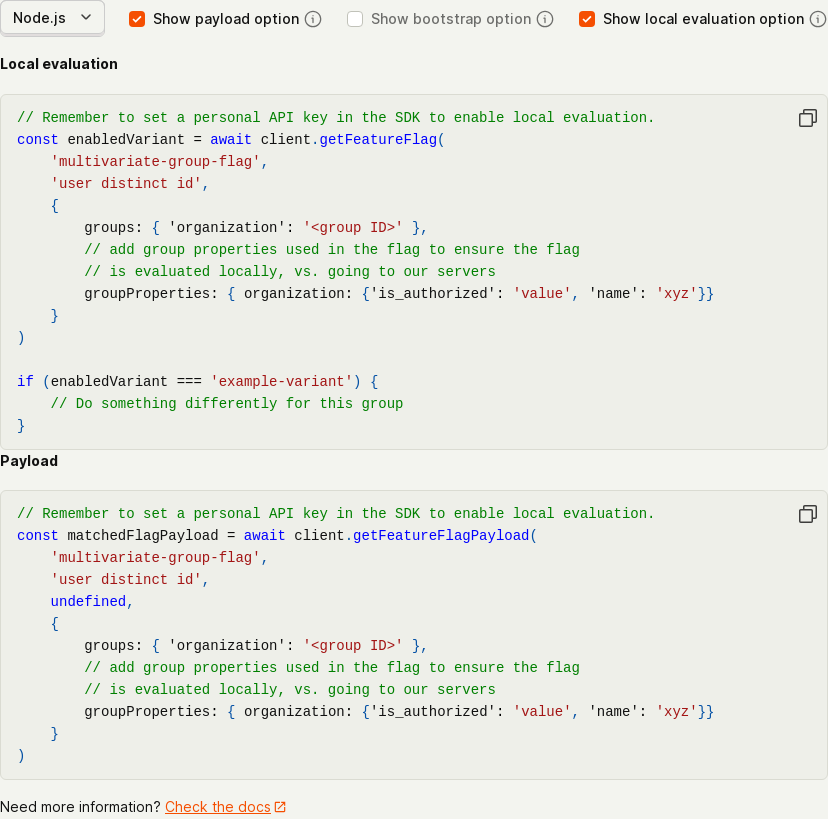 Node.js
Show payload option
Show bootstrap option
Show local evaluation option
Local evaluation
// Remember to set a personal API key in the SDK to enable local evaluation.
const enabledVariant = await client.getFeatureFlag(
    'multivariate-group-flag',
    'user distinct id',
    {
        groups: { 'organization': '<group ID>' },
        // add group properties used in the flag to ensure the flag
        // is evaluated locally, vs. going to our servers
        groupProperties: { organization: {'is_authorized': 'value', 'name': 'xyz'}}
    }
)

if (enabledVariant === 'example-variant') {
    // Do something differently for this group
}
Payload
// Remember to set a personal API key in the SDK to enable local evaluation.
const matchedFlagPayload = await client.getFeatureFlagPayload(
    'multivariate-group-flag',
    'user distinct id',
    undefined,
    {
        groups: { 'organization': '<group ID>' },
        // add group properties used in the flag to ensure the flag
        // is evaluated locally, vs. going to our servers
        groupProperties: { organization: {'is_authorized': 'value', 'name': 'xyz'}}
    }
)
Need more information? Check the docs